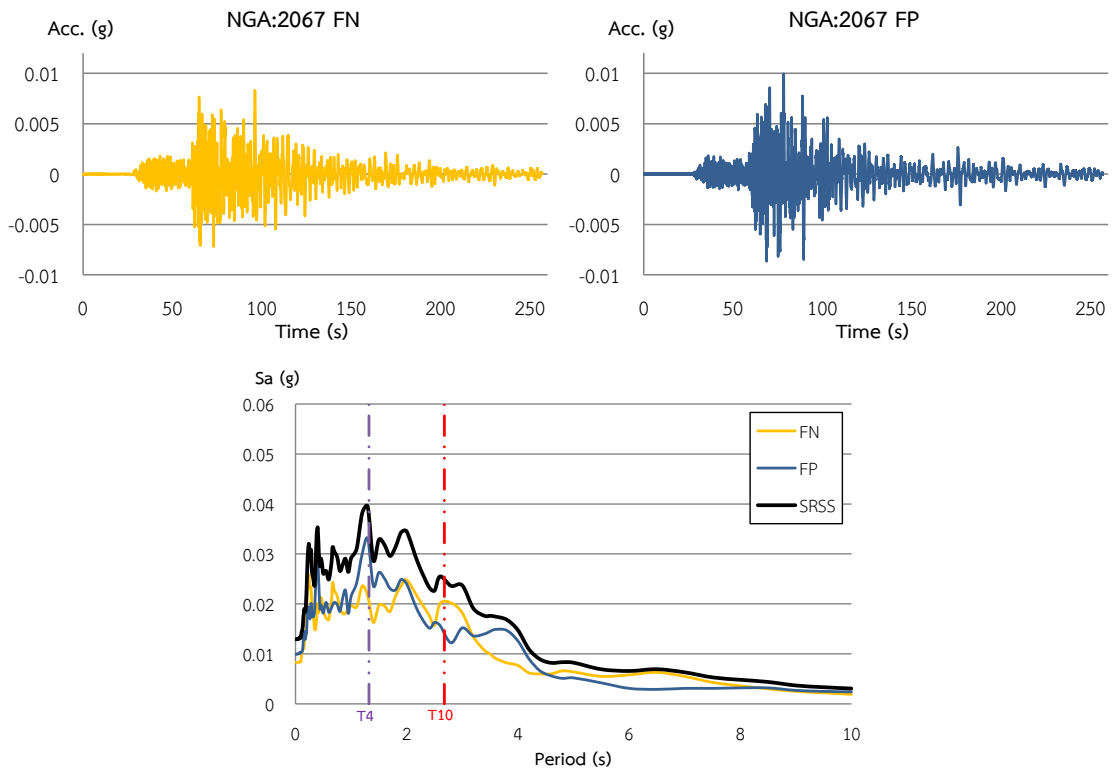 NGA:2067 FN
Acc. (g)
0.01
0.005
0
-0.005
-0.01
0 50 100 150 200 250
Time (s)
NGA:2067 FP
Acc. (g)
0.01
0.005
0
-0.005
-0.01
0 50 100 150 200 250
Time (s)
Sa (g)
0.06
0.05
0.04
0.03
0.02
0.01
0
FN
FP
SRSS
T4 T10
0 2 4 6 8 10
Period (s)